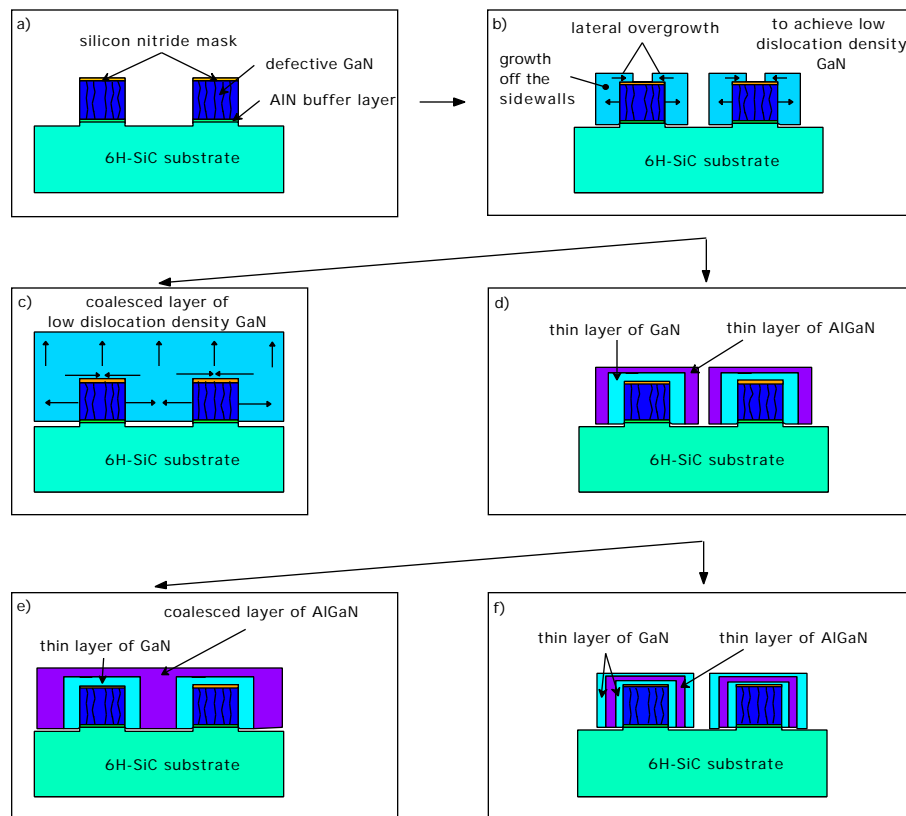 a)
silicon nitride mask
defective GaN
AlN buffer layer
6H-SiC substrate
b)
lateral overgrowth
to achieve low
dislocation density
GaN
growth
off the
sidewalls
6H-SiC substrate
c)
coalesced layer of
low dislocation density GaN
6H-SiC substrate
d)
thin layer of GaN
thin layer of AlGaN
6H-SiC substrate
e)
coalesced layer of AlGaN
thin layer of GaN
6H-SiC substrate
f)
thin layer of GaN
thin layer of AlGaN
6H-SiC substrate